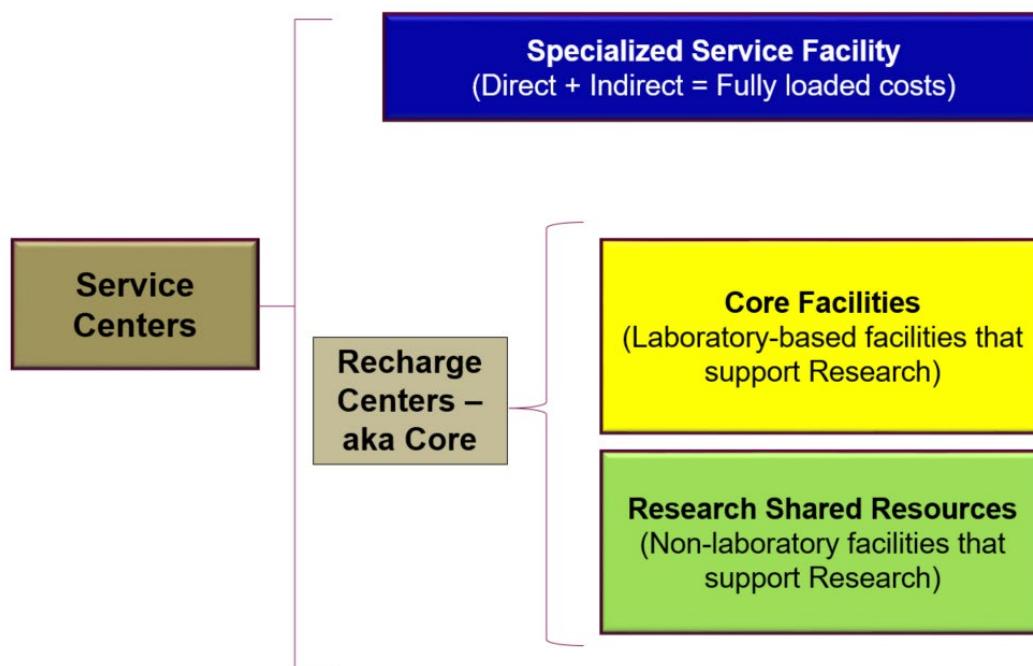 Specialized Service Facility
(Direct + Indirect = Fully loaded costs)
Service
Centers
Recharge
Centers –
aka Core
Core Facilities
(Laboratory-based facilities that
support Research)
Research Shared Resources
(Non-laboratory facilities that
support Research)